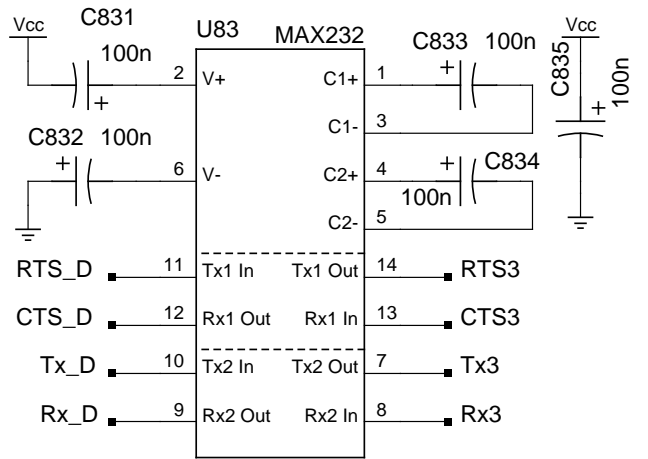 Vcc C831 U83 MAX232 C833 100n Vcc
100n C835 100n
2 V+ C1+ 1
+ + +
C1- 3
C832 100n
+ 6 V- C2+ 4 + C834
100n
C2- 5
RTS_D 11 Tx1 In Tx1 Out 14 RTS3
CTS_D 12 Rx1 Out Rx1 In 13 CTS3
Tx_D 10 Tx2 In Tx2 Out 7 Tx3
Rx_D 9 Rx2 Out Rx2 In 8 Rx3